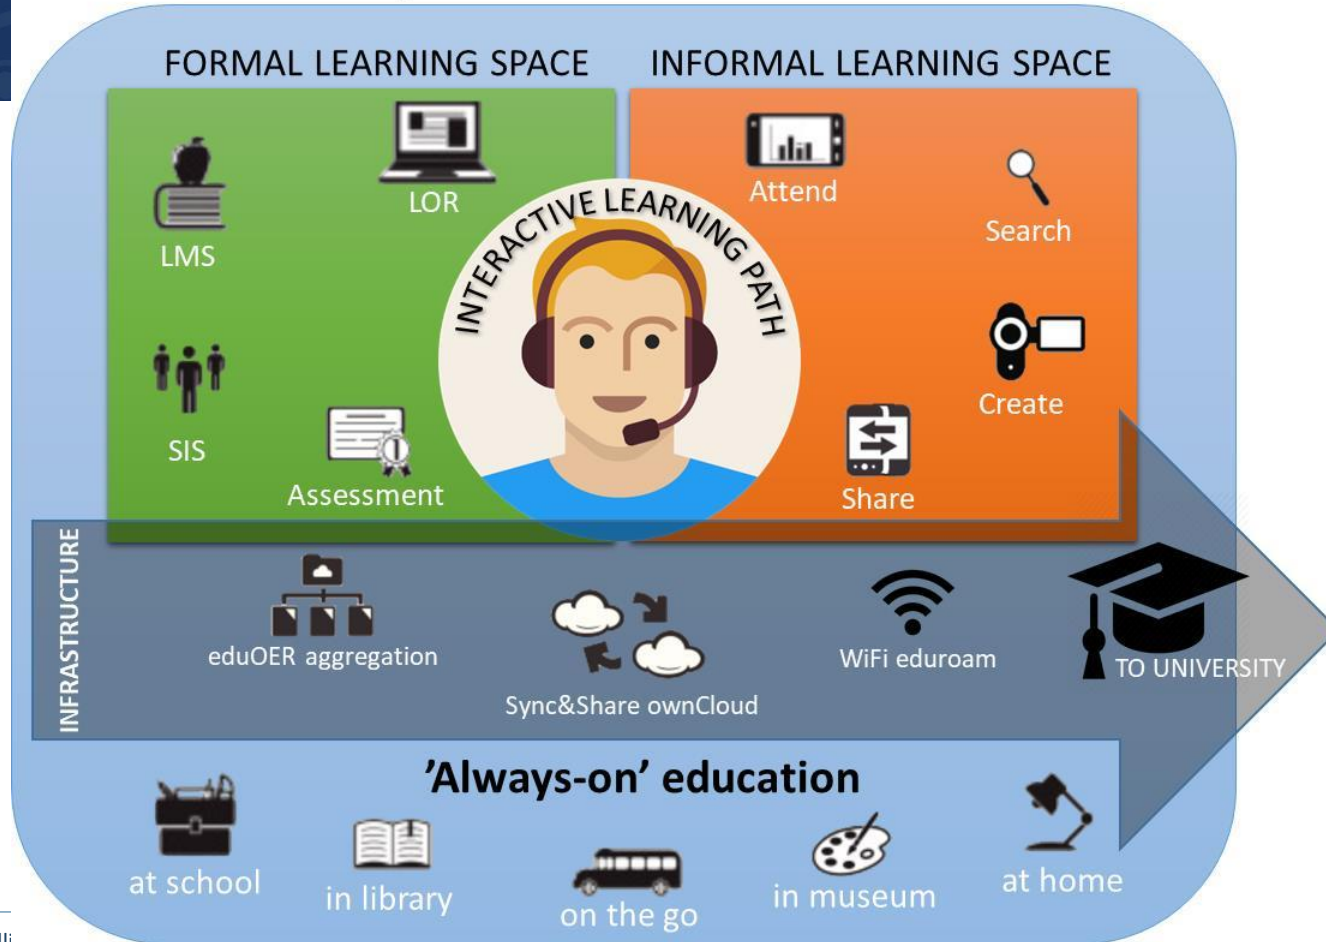 FORMAL LEARNING SPACE
INFORMAL LEARNING SPACE
LOR
LMS
SIS
Assessment
INTERACTIVE LEARNING PATH
Attend
Search
Create
Share
INFRASTRUCTURE
eduOER aggregation
Sync&Share ownCloud
WiFi eduroam
TO UNIVERSITY
’Always-on’ education
at school
in library
on the go
in museum
at home